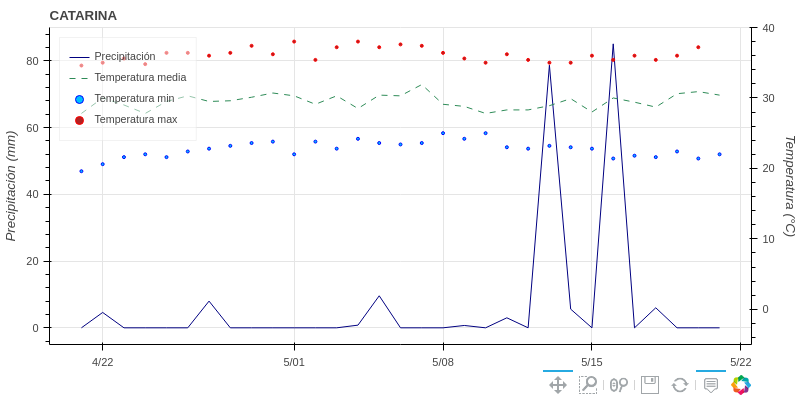 CATARINA
Precipitación
Temperatura media
Temperatura min
Temperatura max
Precipitación (mm)
80
60
40
20
0
40
30
20
10
0
Temperatura (°C)
4/22
5/01
5/08
5/15
5/22